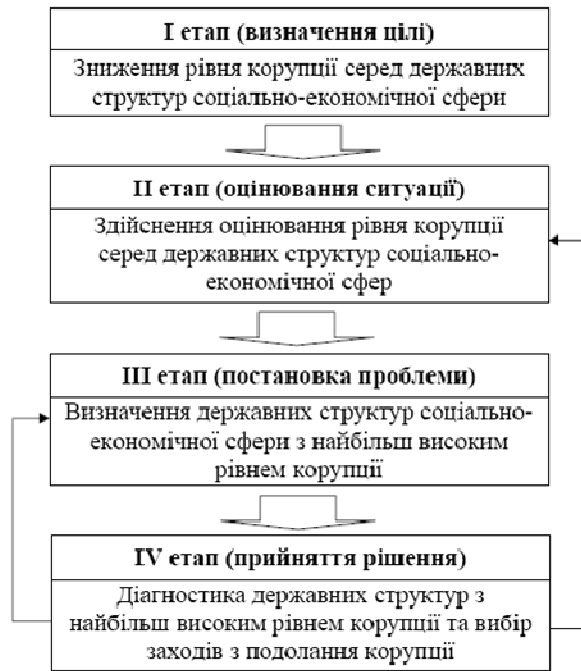 I етап (визначення цілі)
Зниження рівня корупції серед державних
структур соціально-економічної сфери
II етап (оцінювання ситуації)
Здійснення оцінювання рівня корупції
серед державних структур соціально-
економічної сфер
III етап (постановка проблеми)
Визначення державних структур соціально-
економічної сфери з найбільш високим
рівнем корупції
IV етап (прийняття рішення)
Діагностика державних структур з
найбільш високим рівнем корупції та вибір
заходів з подолання корупції